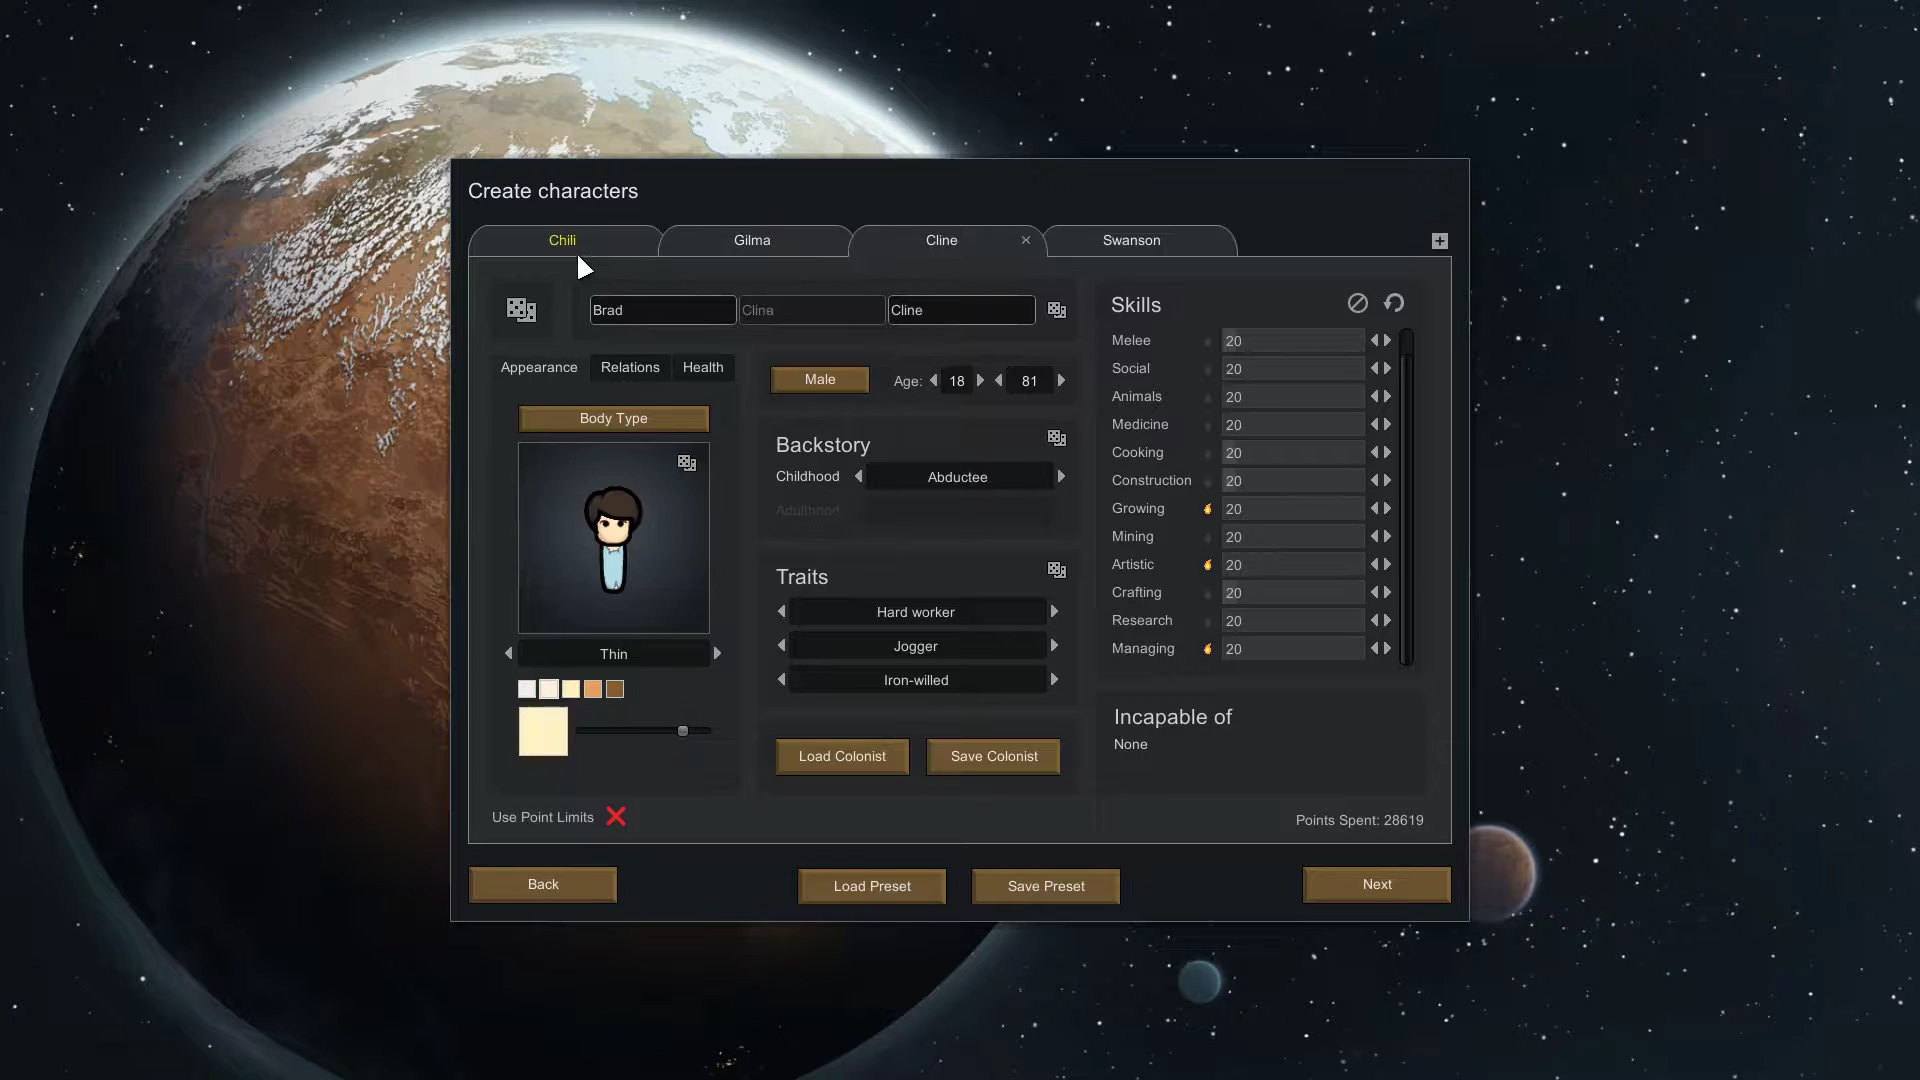 Create characters
Chili
Gilma
Cline
Swanson
Brad
Cline
Cline
Appearance
Relations
Health
Body Type
Thin
Male
Age:
18
81
Backstory
Childhood
Abductee
Adulthood
Traits
Hard worker
Jogger
Iron-willed
Load Colonist
Save Colonist
Skills
Melee 20
Social 20
Animals 20
Medicine 20
Cooking 20
Construction 20
Growing 20
Mining 20
Artistic 20
Crafting 20
Research 20
Managing 20
Incapable of
None
Use Point Limits
Points Spent: 28619
Back
Load Preset
Save Preset
Next